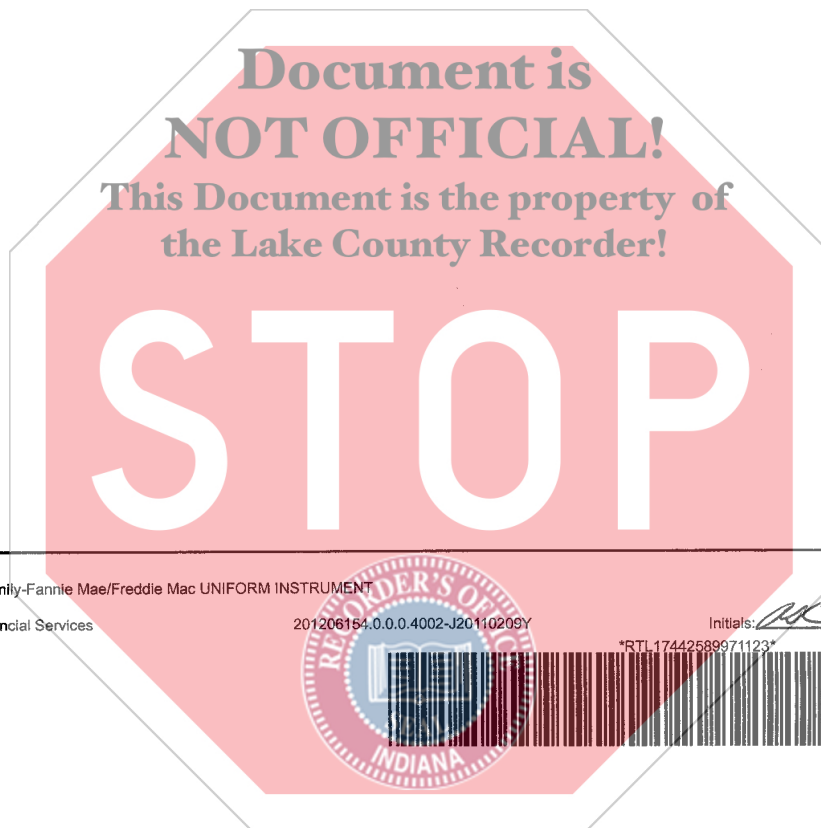 Document is
NOT OFFICIAL!
This Document is the property of
the Lake County Recorder!
STOP
mily-Fannie Mae/Freddie Mac UNIFORM INSTRUMENT
ncial Services 201206154.0.0.0.4002-J20110209Y Initials:
*RTL17442589971123*
RECORDER'S OFFICE
SEAL
INDIANA